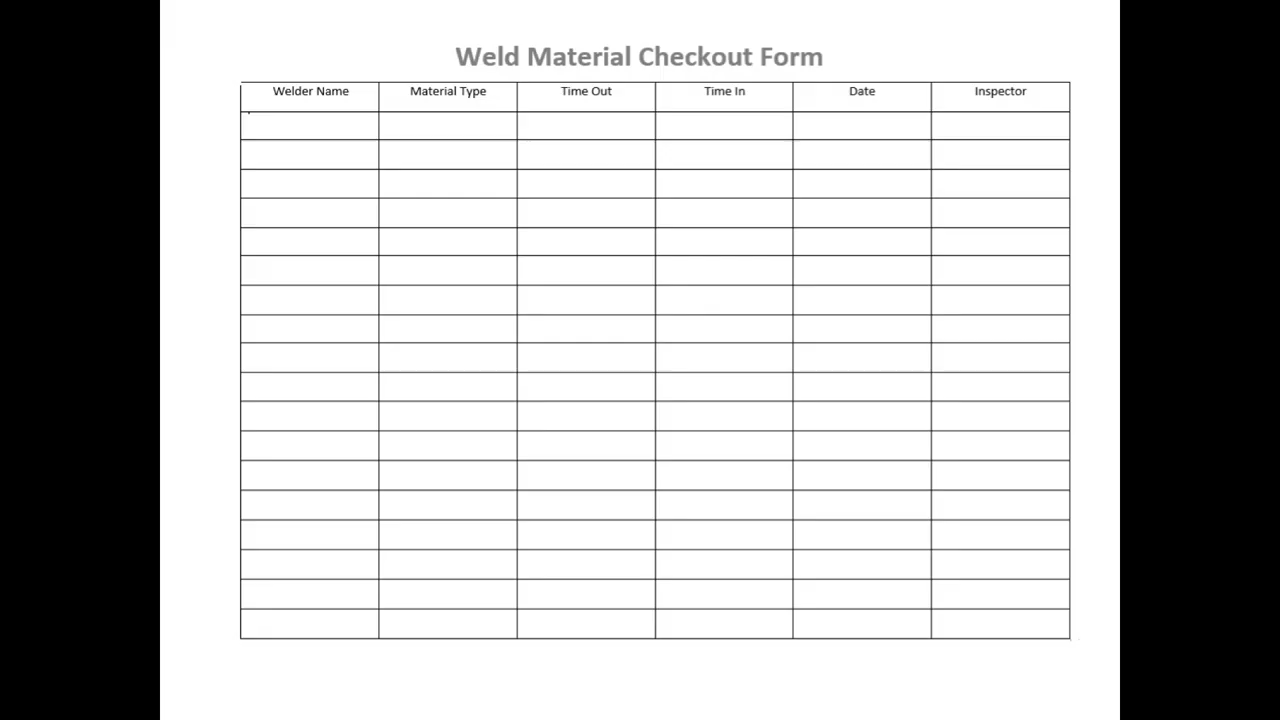 Weld Material Checkout Form
Welder Name Material Type Time Out Time In Date Inspector